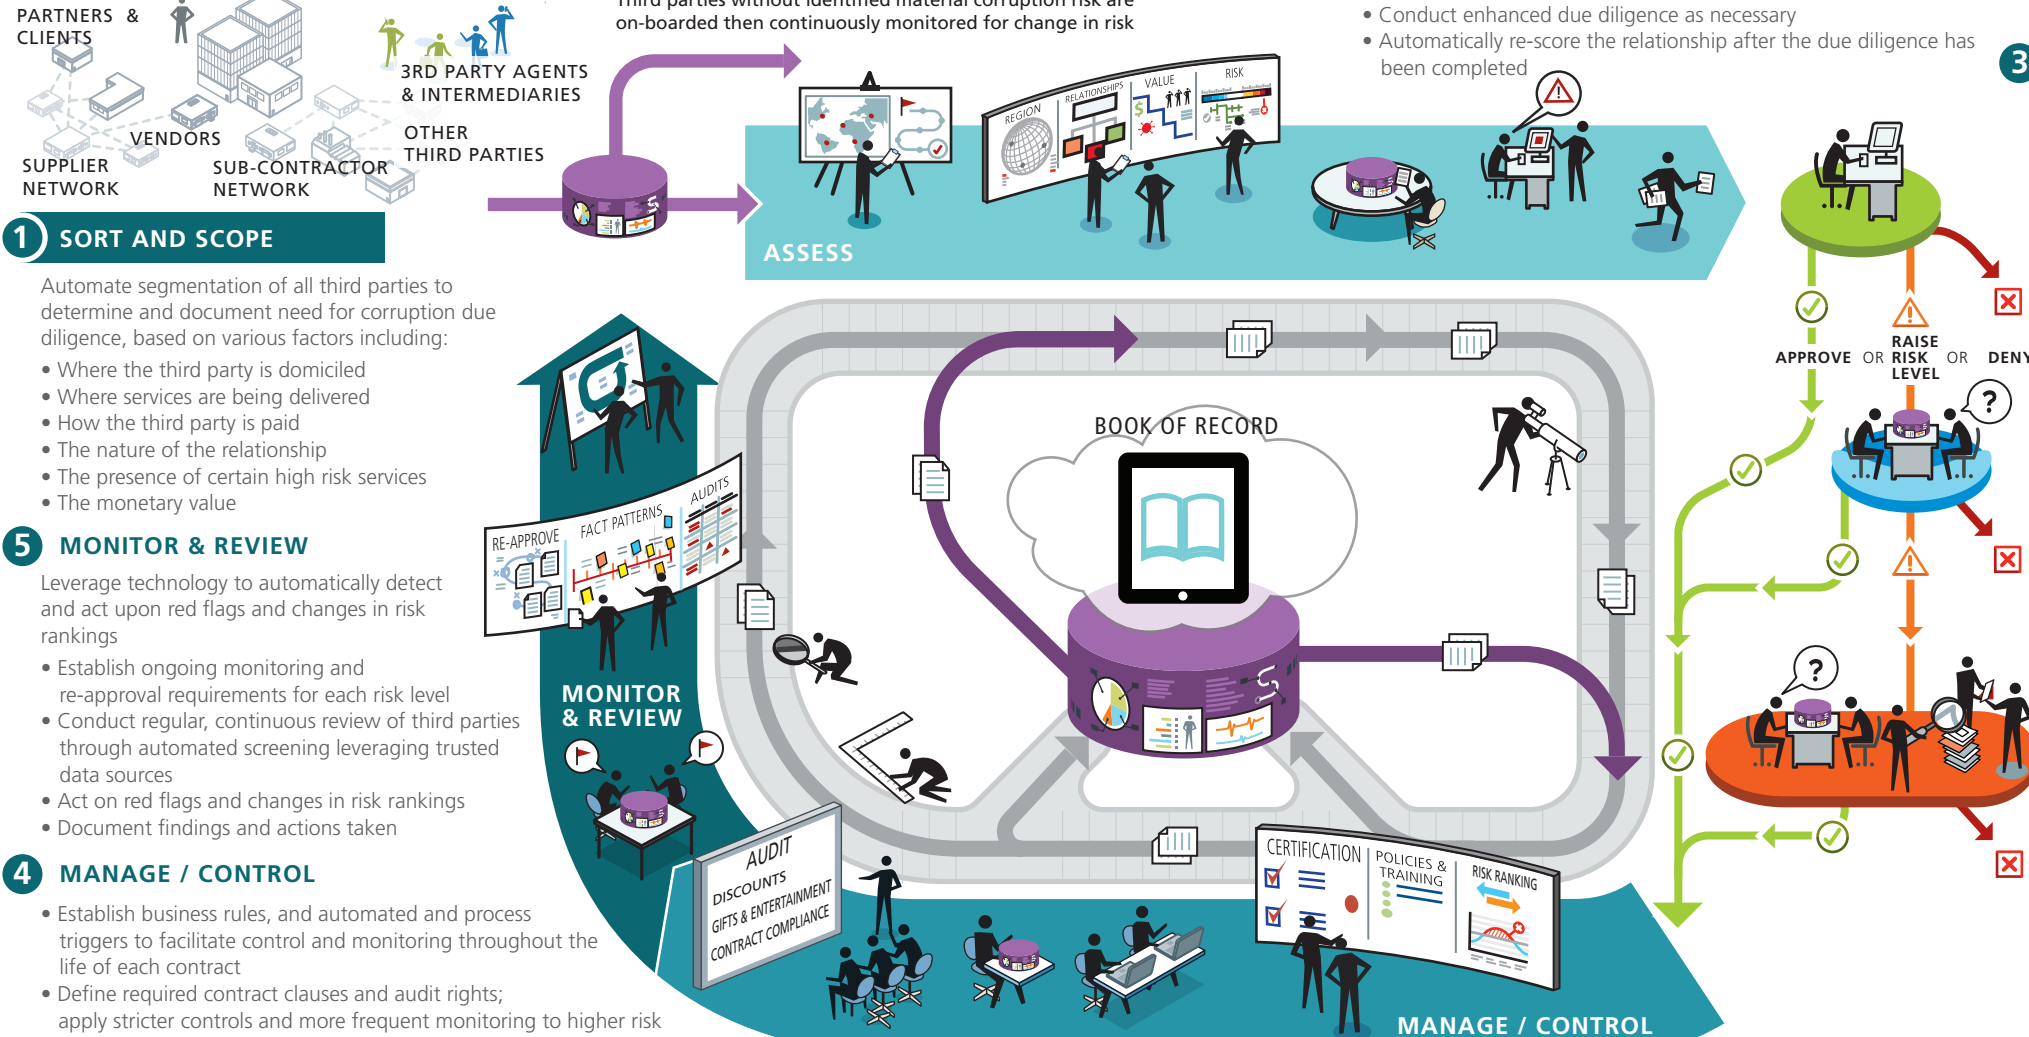 PARTNERS &
CLIENTS
3RD PARTY AGENTS
& INTERMEDIARIES
OTHER
THIRD PARTIES
VENDORS
SUPPLIER
NETWORK
SUB-CONTRACTOR
NETWORK
Third parties without identified material corruption risk are
on-boarded then continuously monitored for change in risk
• Conduct enhanced due diligence as necessary
• Automatically re-score the relationship after the due diligence has
been completed
3
REGION
RELATIONSHIPS
VALUE
$
RISK
ASSESS
1 SORT AND SCOPE
Automate segmentation of all third parties to
determine and document need for corruption due
diligence, based on various factors including:
• Where the third party is domiciled
• Where services are being delivered
• How the third party is paid
• The nature of the relationship
• The presence of certain high risk services
• The monetary value
5 MONITOR & REVIEW
Leverage technology to automatically detect
and act upon red flags and changes in risk
rankings
• Establish ongoing monitoring and
re-approval requirements for each risk level
• Conduct regular, continuous review of third parties
through automated screening leveraging trusted
data sources
• Act on red flags and changes in risk rankings
• Document findings and actions taken
4 MANAGE / CONTROL
• Establish business rules, and automated and process
triggers to facilitate control and monitoring throughout the
life of each contract
• Define required contract clauses and audit rights;
apply stricter controls and more frequent monitoring to higher risk
RE-APPROVE
FACT PATTERNS
AUDITS
MONITOR
& REVIEW
BOOK OF RECORD
APPROVE OR RAISE RISK LEVEL OR DENY
?
?
AUDIT
DISCOUNTS
GIFTS & ENTERTAINMENT
CONTRACT COMPLIANCE
CERTIFICATION
POLICIES &
TRAINING
RISK RANKING
MANAGE / CONTROL